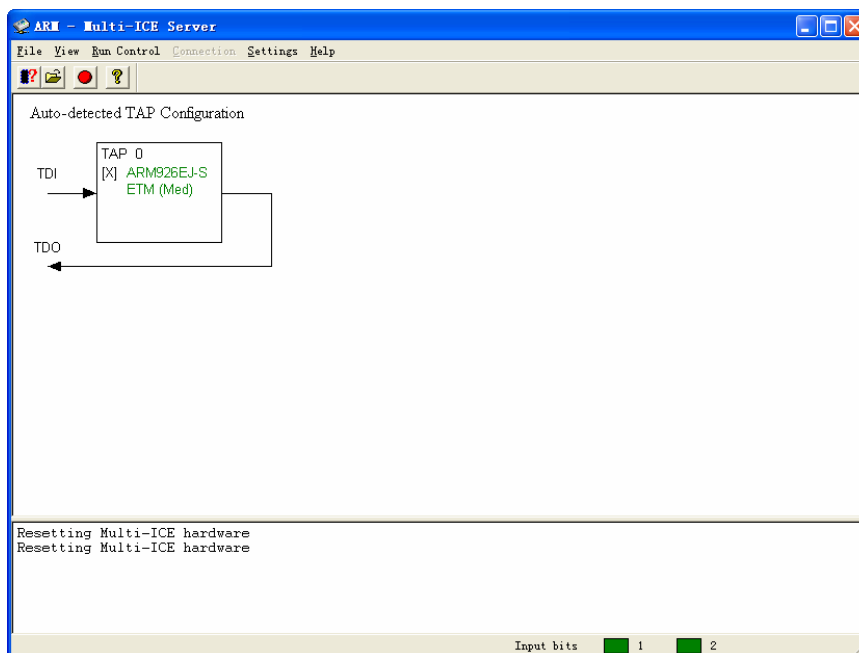 ARM - Multi-ICE Server
File View Run Control Connection Settings Help
Auto-detected TAP Configuration
TAP 0
TDI
[X] ARM926EJ-S
ETM (Med)
TDO
Resetting Multi-ICE hardware
Resetting Multi-ICE hardware
Input bits 1 2